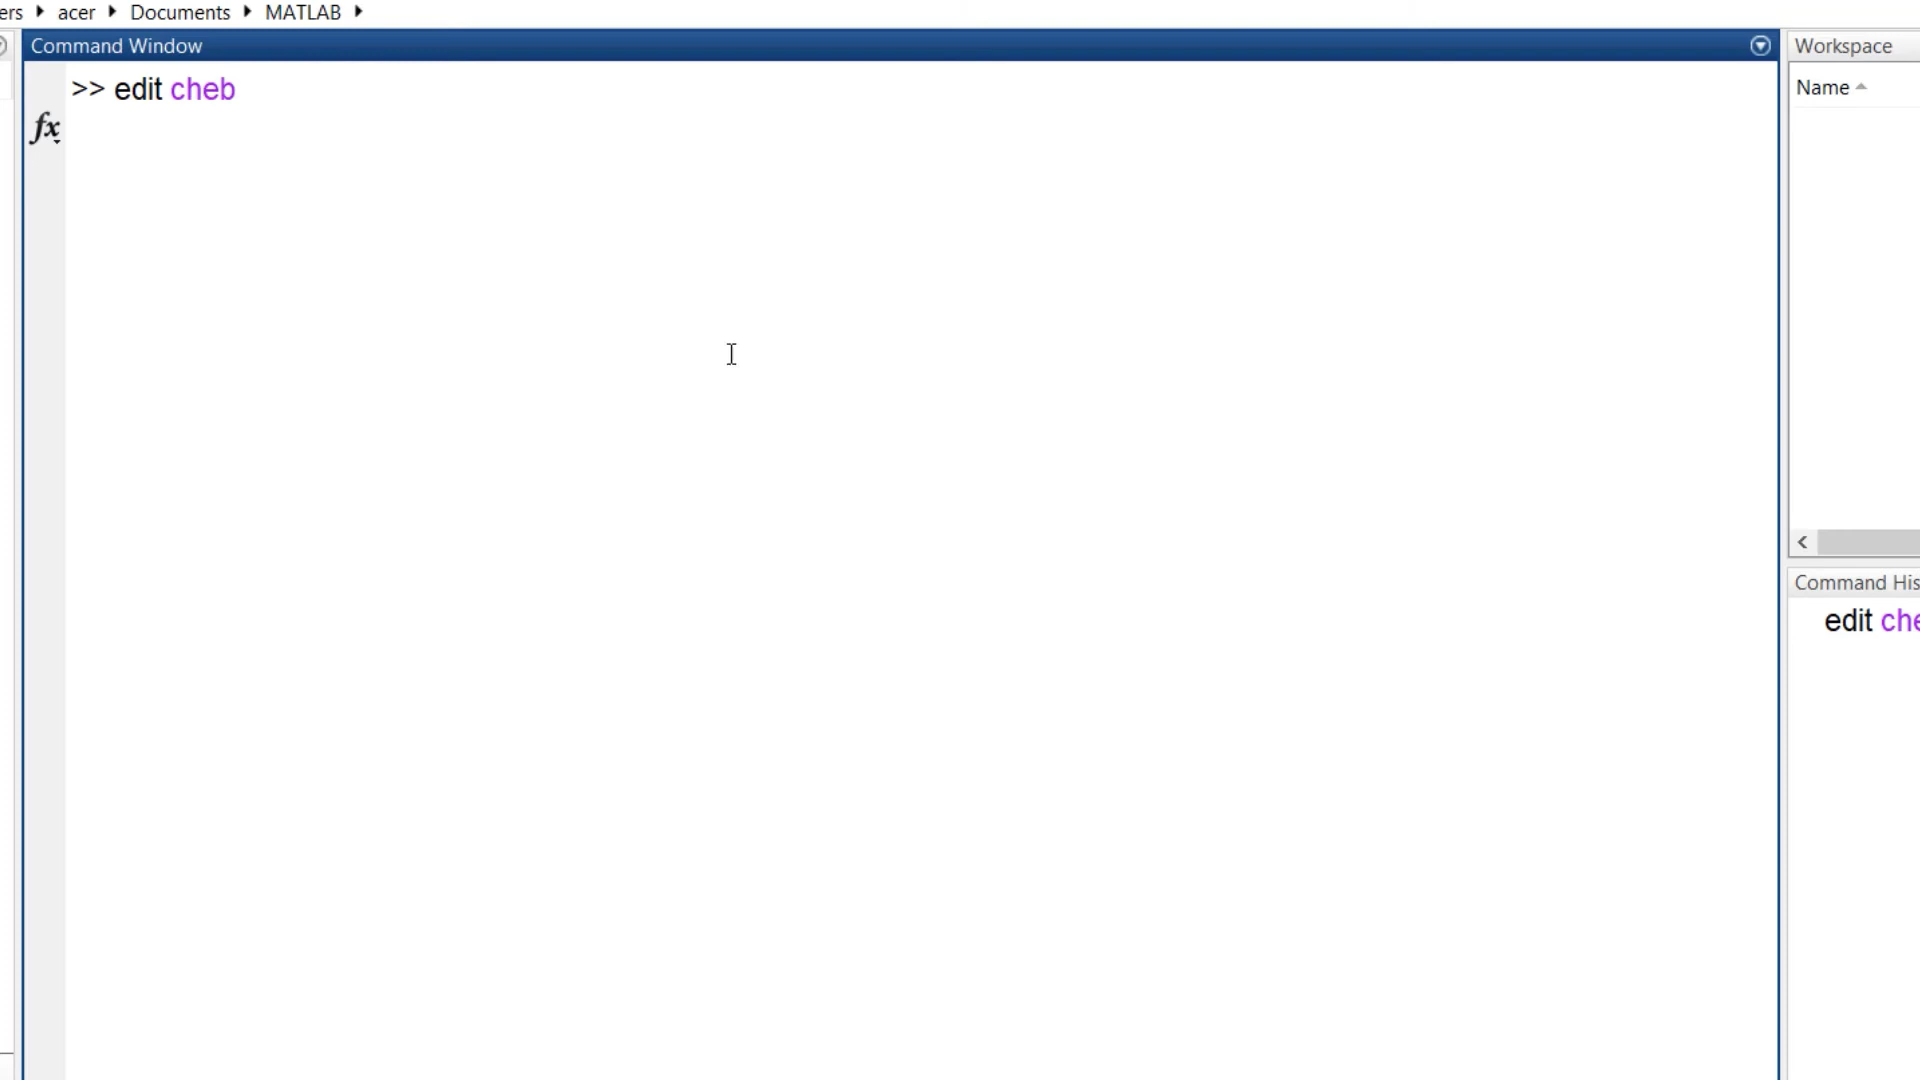 ers ▸ acer ▸ Documents ▸ MATLAB ▸
Command Window
>> edit cheb
fx
Workspace
Name
Command His
edit che